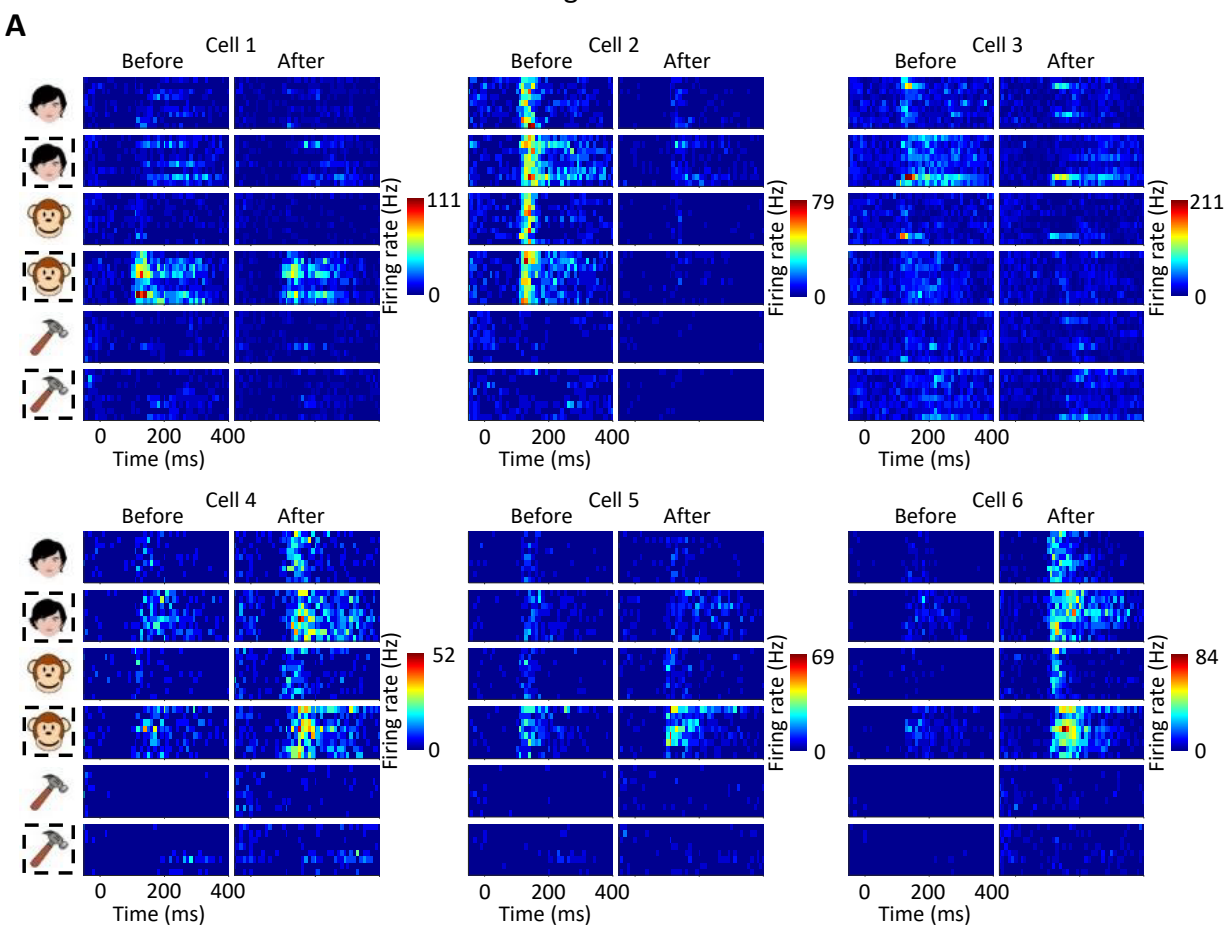 A
Cell 1
Before After
Cell 2
Before After
Cell 3
Before After
Firing rate (Hz)
111
0
Firing rate (Hz)
79
0
Firing rate (Hz)
211
0
0 200 400
Time (ms)
0 200 400
Time (ms)
0 200 400
Time (ms)
Cell 4
Before After
Cell 5
Before After
Cell 6
Before After
Firing rate (Hz)
52
0
Firing rate (Hz)
69
0
Firing rate (Hz)
84
0
0 200 400
Time (ms)
0 200 400
Time (ms)
0 200 400
Time (ms)